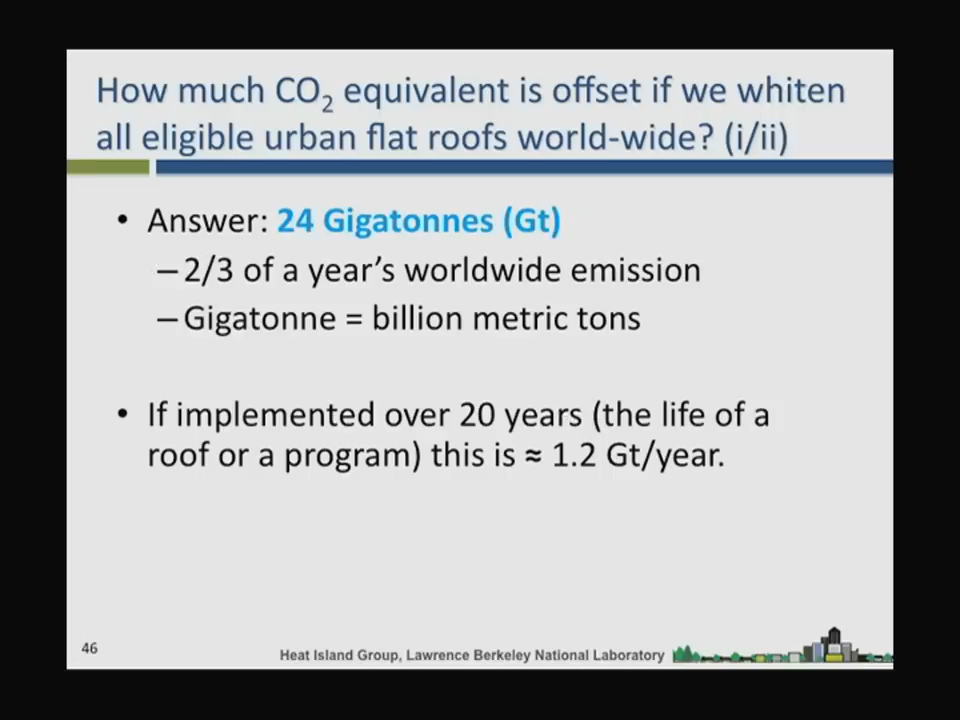 How much CO₂ equivalent is offset if we whiten
all eligible urban flat roofs world-wide? (i/ii)
• Answer: 24 Gigatonnes (Gt)
– 2/3 of a year’s worldwide emission
– Gigatonne = billion metric tons
• If implemented over 20 years (the life of a
roof or a program) this is ≈ 1.2 Gt/year.
46
Heat Island Group, Lawrence Berkeley National Laboratory